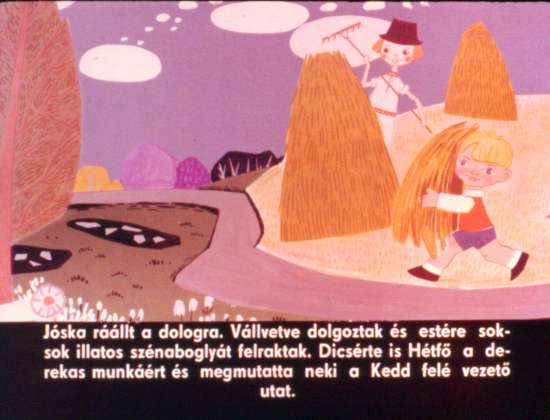 Jóska ráállt a dologra. Vállvetve dolgoztak és estére sok-
sok illatos szénaboglyát felraktak. Dicsérte is Hétfő a de-
rekas munkáért és megmutatta neki a Kedd felé vezető
utat.